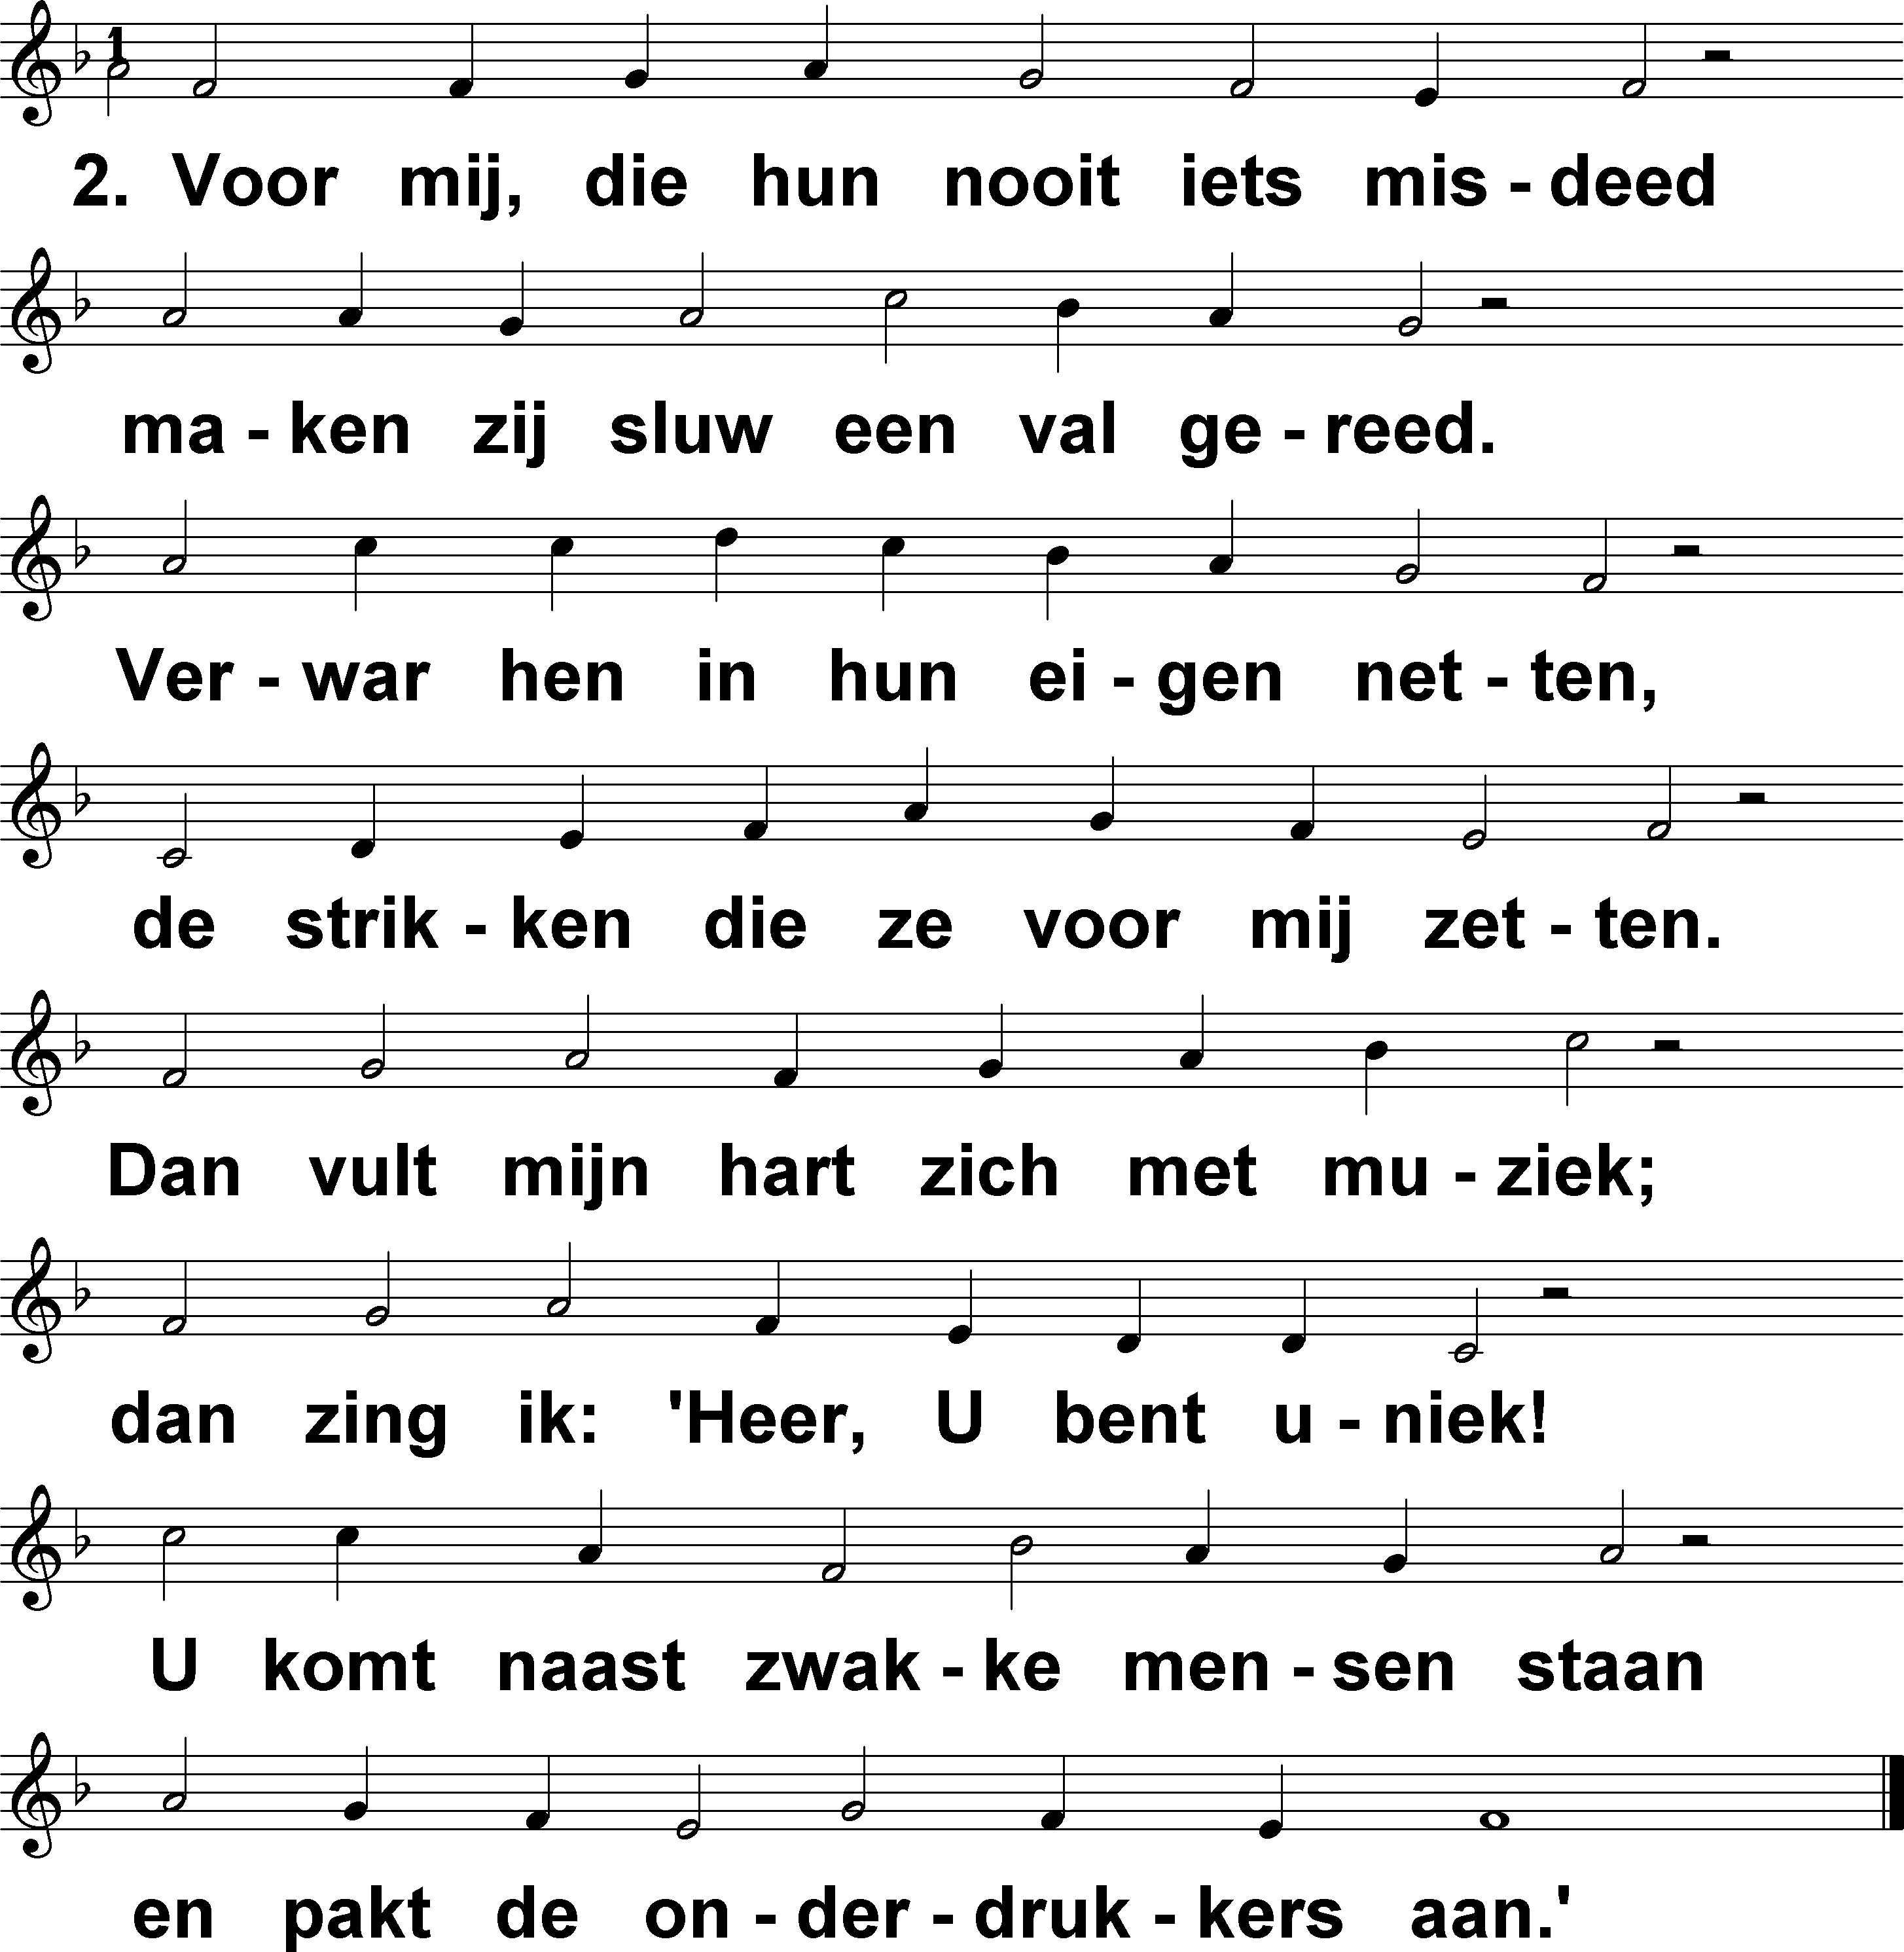 1
2. Voor mij, die hun nooit iets mis - deed
ma - ken zij sluw een val ge - reed.
Ver - war hen in hun ei - gen net - ten,
de strik - ken die ze voor mij zet - ten.
Dan vult mijn hart zich met mu - ziek;
dan zing ik: 'Heer, U bent u - niek!
U komt naast zwak - ke men - sen staan
en pakt de on - der - druk - kers aan.'